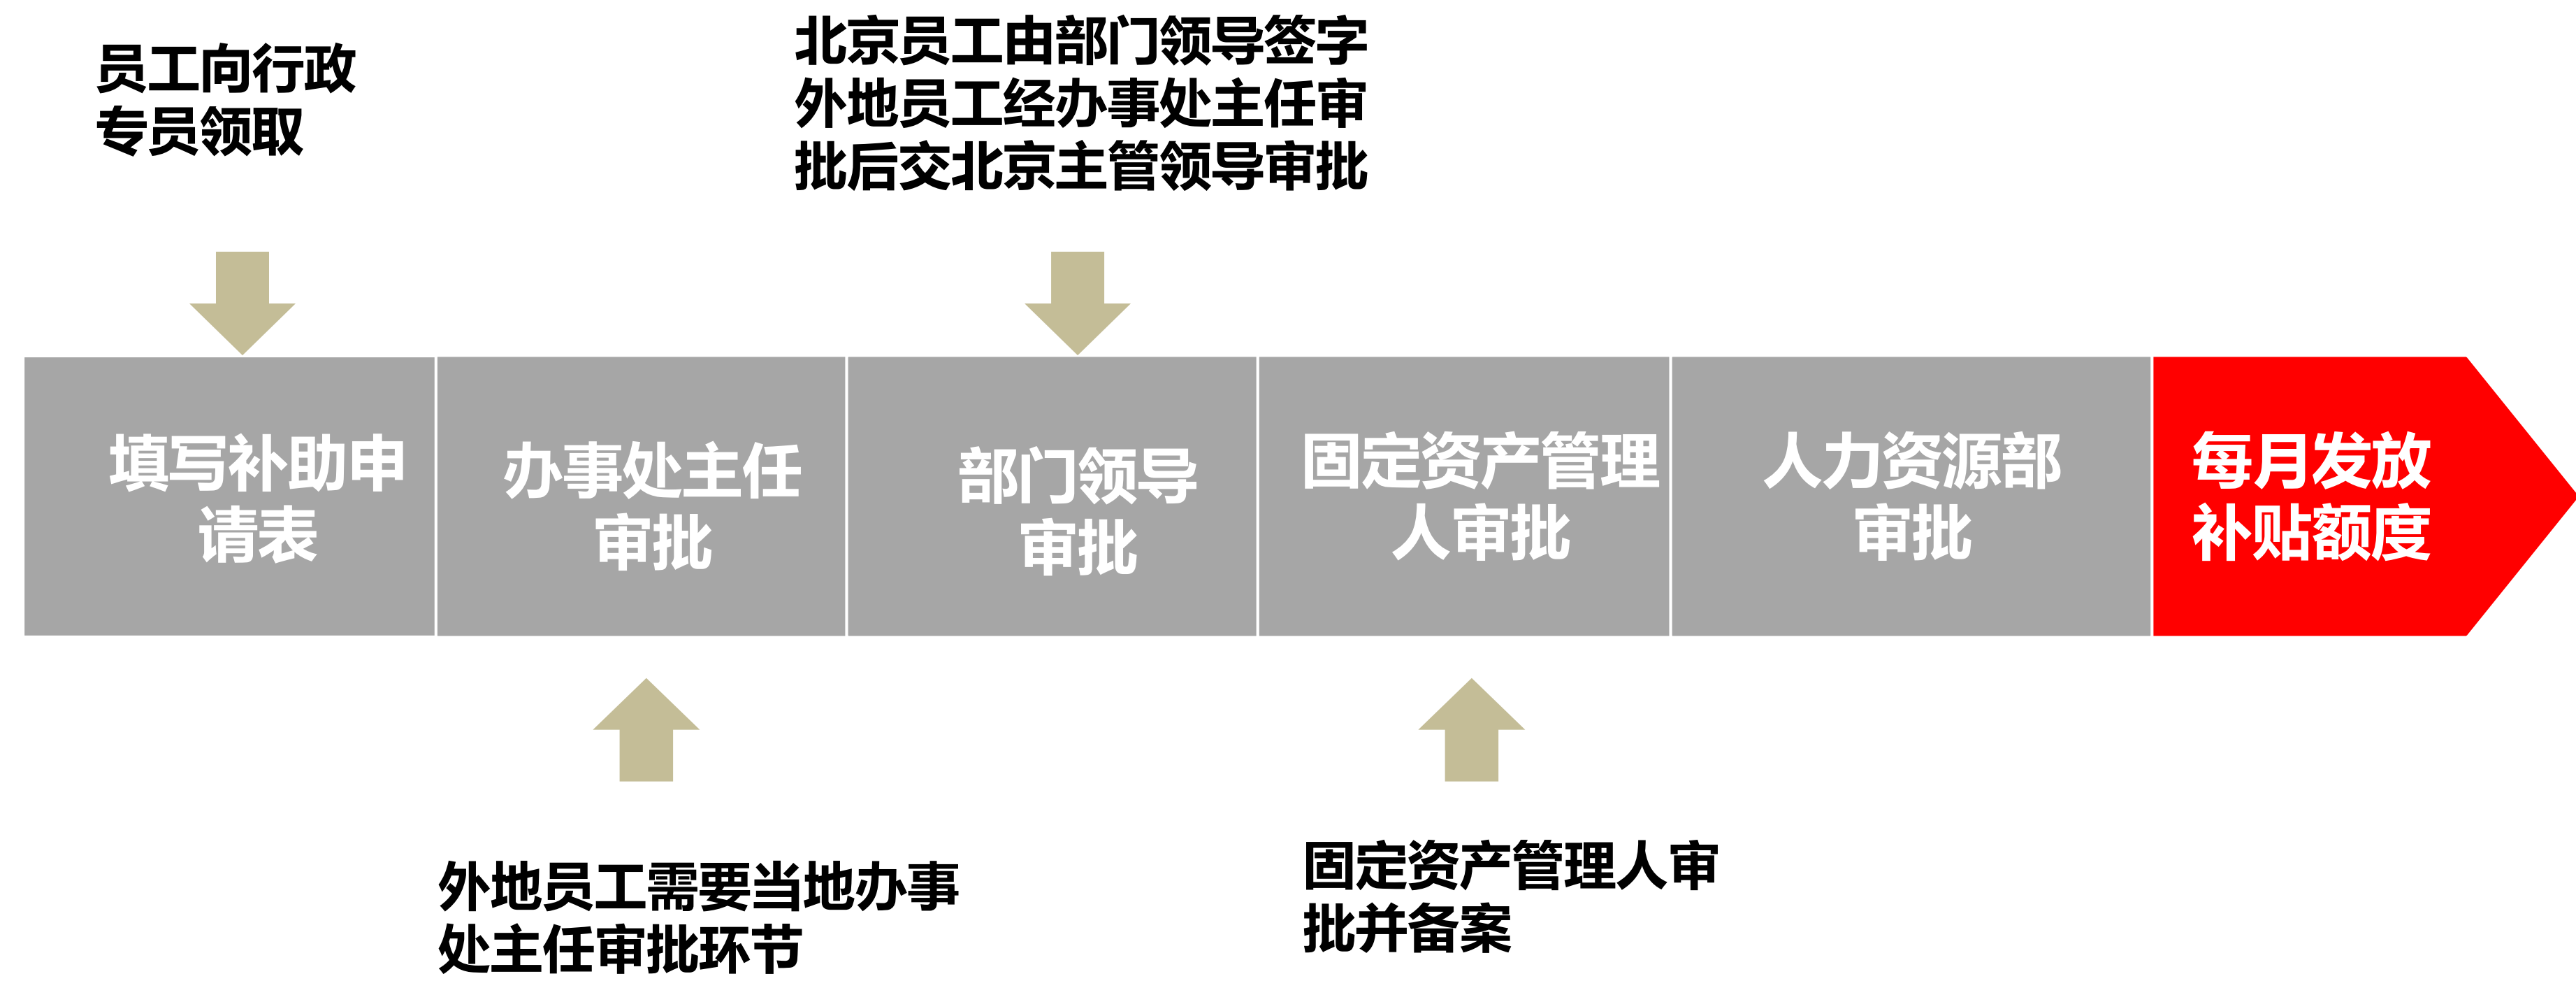 员工向行政
专员领取
北京员工由部门领导签字
外地员工经办事处主任审
批后交北京主管领导审批
填写补助申
请表
办事处主任
审批
部门领导
审批
固定资产管理
人审批
人力资源部
审批
每月发放
补贴额度
外地员工需要当地办事
处主任审批环节
固定资产管理人审
批并备案